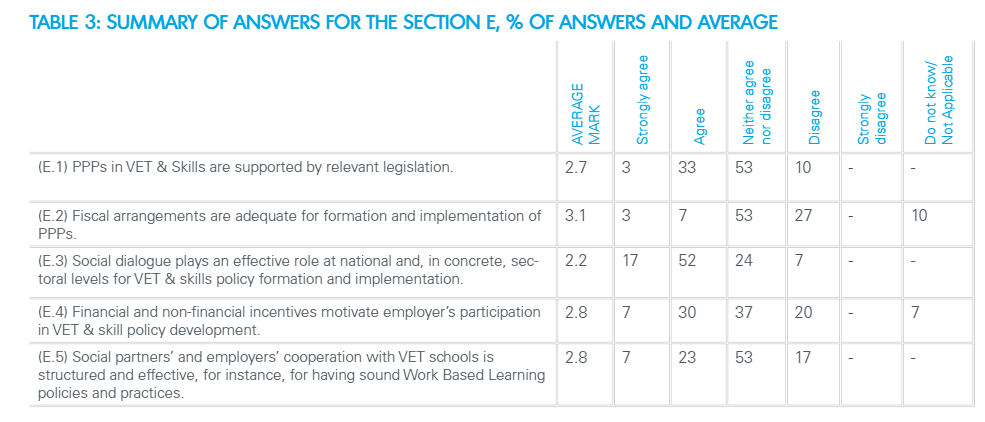 TABLE 3: SUMMARY OF ANSWERS FOR THE SECTION E, % OF ANSWERS AND AVERAGE
AVERAGE
MARK
Strongly agree
Agree
Neither agree
nor disagree
Disagree
Strongly
disagree
Do not know/
Not Applicable
(E.1) PPPs in VET & Skills are supported by relevant legislation. 2.7 3 33 53 10 - -
(E.2) Fiscal arrangements are adequate for formation and implementation of 3.1 3 7 53 27 - 10
PPPs.
(E.3) Social dialogue plays an effective role at national and, in concrete, sec- 2.2 17 52 24 7 - -
toral levels for VET & skills policy formation and implementation.
(E.4) Financial and non-financial incentives motivate employer's participation 2.8 7 30 37 20 - 7
in VET & skill policy development.
(E.5) Social partners' and employers' cooperation with VET schools is 2.8 7 23 53 17 - -
structured and effective, for instance, for having sound Work Based Learning
policies and practices.